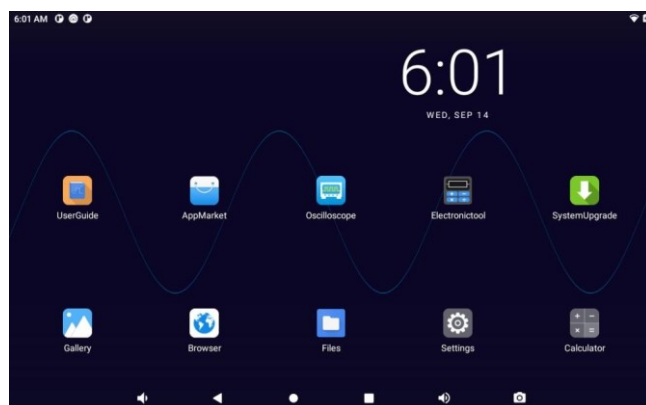 6:01 AM
6:01
WED, SEP 14
UserGuide
AppMarket
Oscilloscope
Electronictool
SystemUpgrade
Gallery
Browser
Files
Settings
Calculator